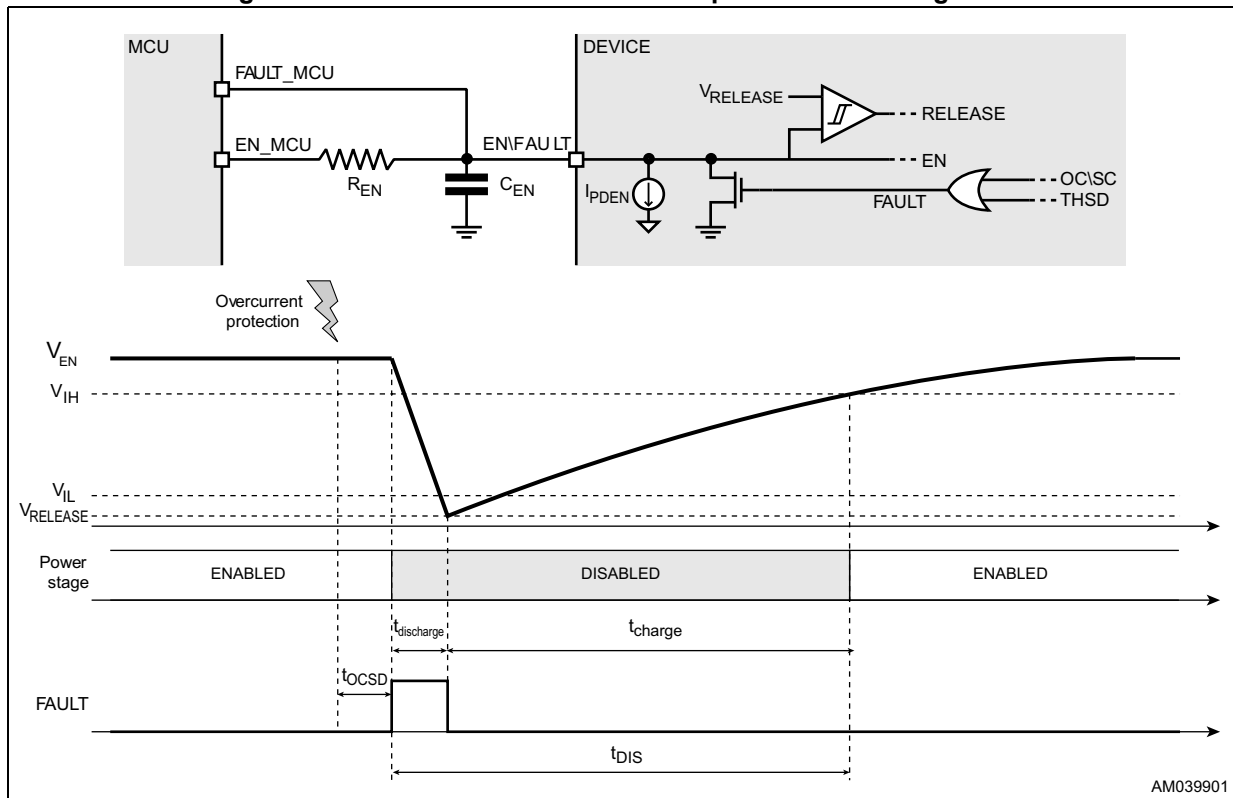 MCU
DEVICE
FAULT_MCU
VRELEASE
RELEASE
EN_MCU
EN\FAULT
EN
REN
CEN
IPDEN
FAULT
OC\SC
THSD
Overcurrent
protection
VEN
VIH
VIL
VRELEASE
Power
stage
ENABLED
DISABLED
ENABLED
tdischarge
tcharge
tOCSD
FAULT
tDIS
AM039901